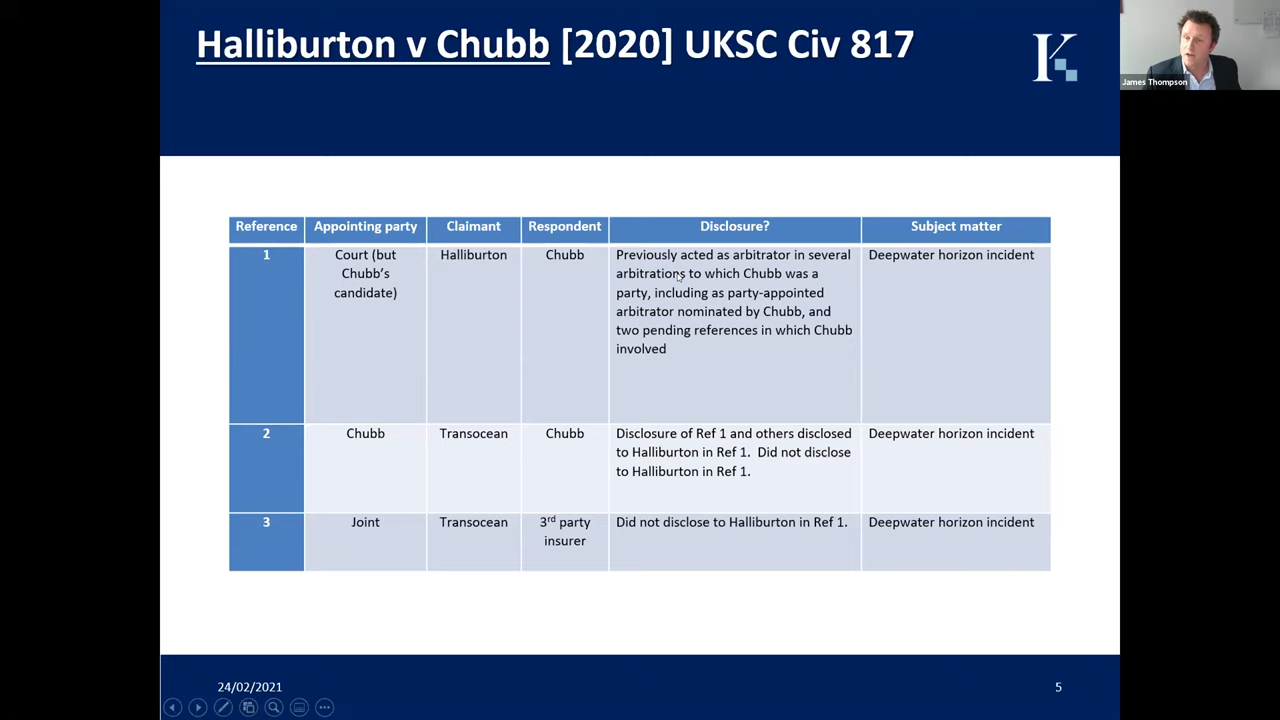 Halliburton v Chubb [2020] UKSC Civ 817
K
James Thompson
Reference Appointing party Claimant Respondent Disclosure? Subject matter
1 Court (but Halliburton Chubb Previously acted as arbitrator in several Deepwater horizon incident
Chubb's arbitrations to which Chubb was a
candidate) party, including as party-appointed
arbitrator nominated by Chubb, and
two pending references in which Chubb
involved
2 Chubb Transocean Chubb Disclosure of Ref 1 and others disclosed Deepwater horizon incident
to Halliburton in Ref 1. Did not disclose
to Halliburton in Ref 1.
3 Joint Transocean 3rd party Did not disclose to Halliburton in Ref 1. Deepwater horizon incident
insurer
24/02/2021 5